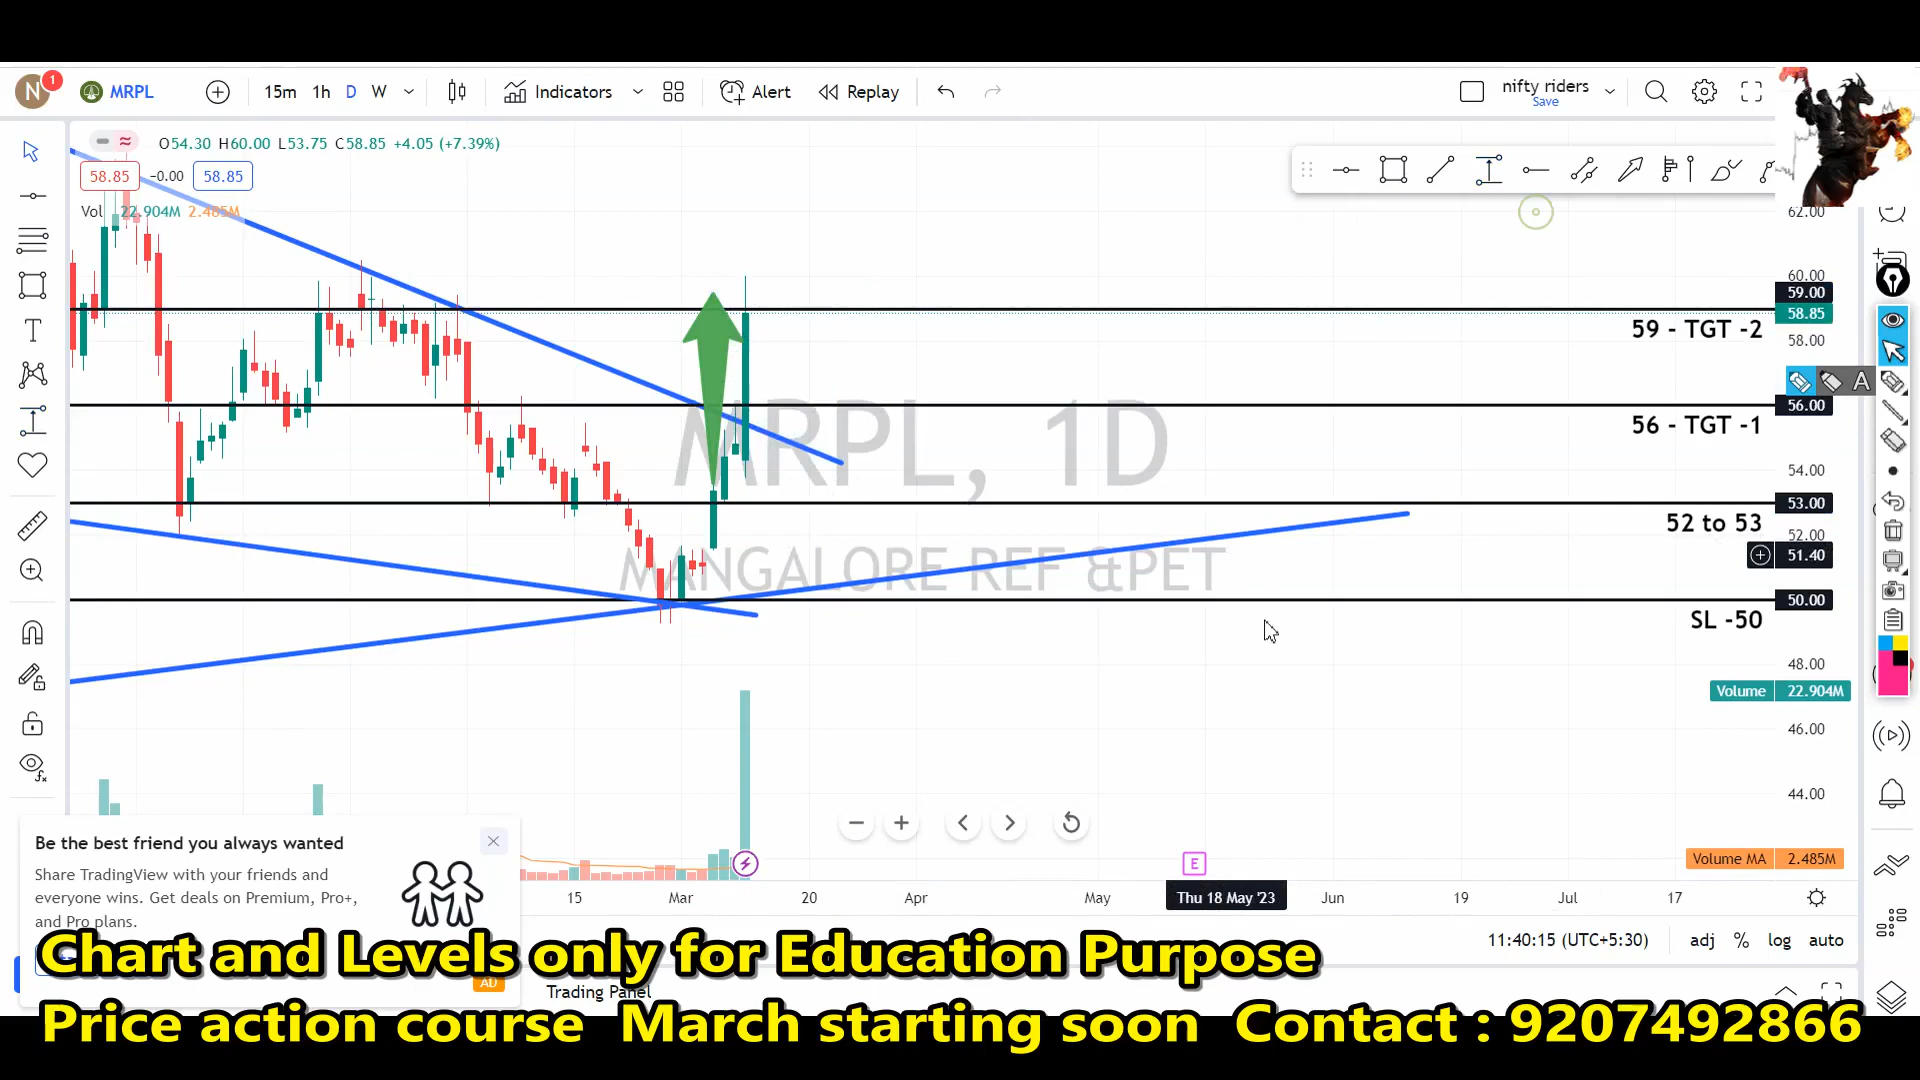 N 1 MRPL 15m 1h D W Indicators Alert Replay nifty riders
Save
O54.30 H60.00 L53.75 C58.85 +4.05 (+7.39%)
58.85 -0.00 58.85
Vol 22.904M 2.485M
62.00
60.00
59.00
58.85
59 - TGT -2
58.00
A
56.00
56 - TGT -1
MRPL, 1D
54.00
53.00
52 to 53
52.00
51.40
MANGALORE REF &PET
50.00
SL -50
48.00
Volume 22.904M
46.00
44.00
Be the best friend you always wanted
Share TradingView with your friends and
everyone wins. Get deals on Premium, Pro+,
and Pro plans.
AD
E
Volume MA 2.485M
15 Mar 20 Apr May Thu 18 May '23 Jun 19 Jul 17
11:40:15 (UTC+5:30) adj % log auto
Chart and Levels only for Education Purpose
Trading Panel
Price action course March starting soon Contact : 9207492866